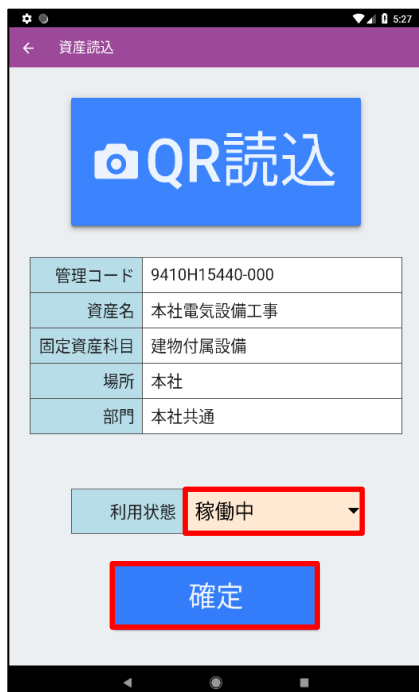 5:27
資産読込
QR読込
管理コード 9410H15440-000
資産名 本社電気設備工事
固定資産科目 建物付属設備
場所 本社
部門 本社共通
利用状態 稼働中
確定